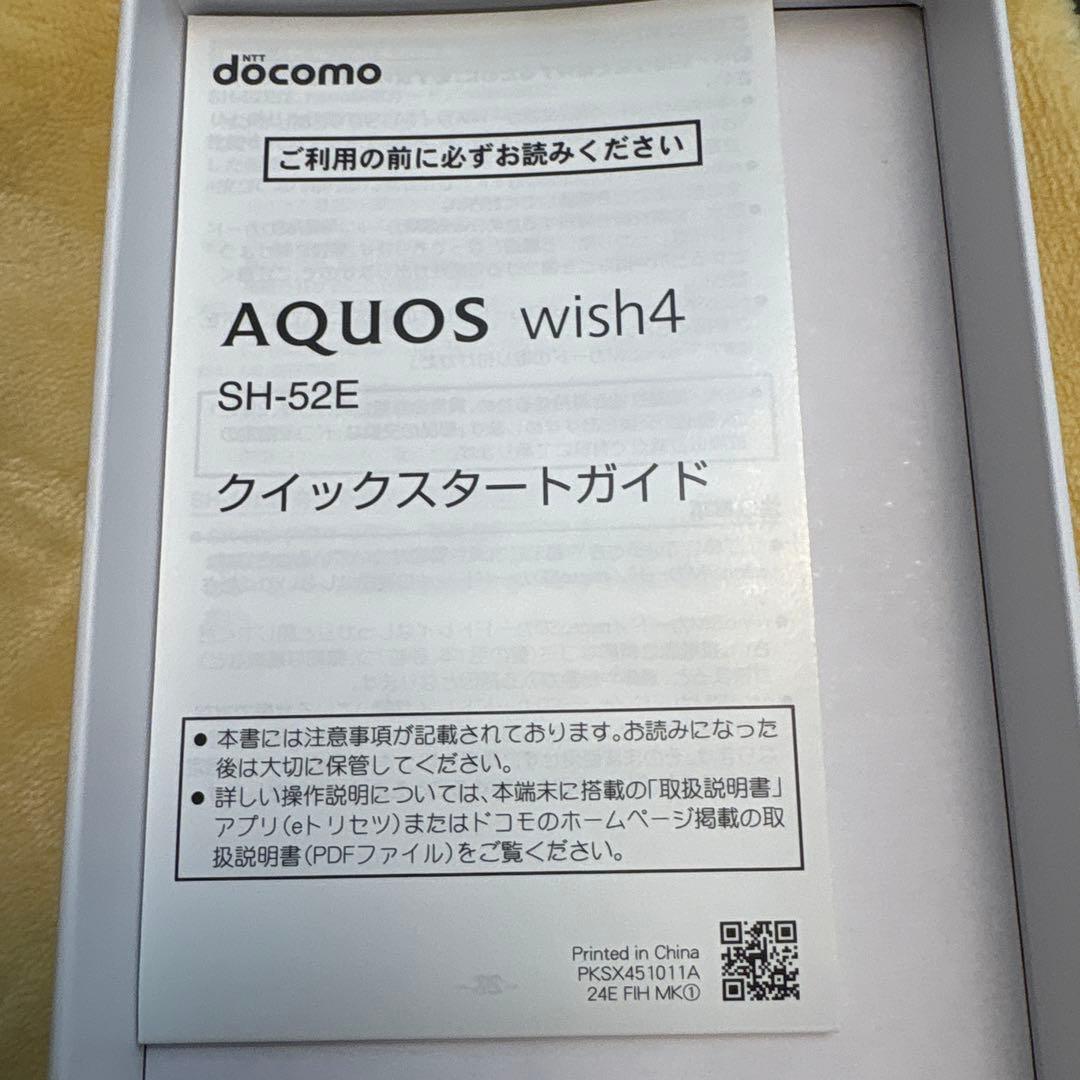 NTT
docomo
ご利用の前に必ずお読みください
AQUOS wish4
SH-52E
クイックスタートガイド
● 本書には注意事項が記載されております。お読みになった
後は大切に保管してください。
● 詳しい操作説明については、本端末に搭載の「取扱説明書」
アプリ(eトリセツ)またはドコモのホームページ掲載の取
扱説明書(PDFファイル)をご覧ください。
Printed in China
PKSX451011A
24E FIH MK①